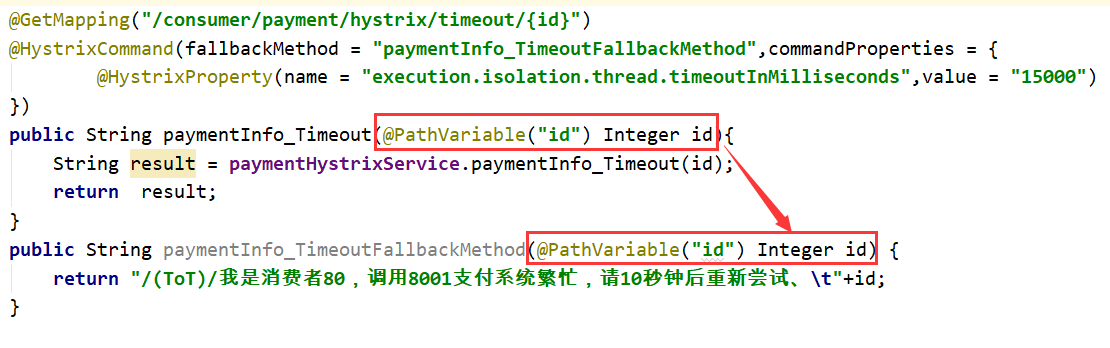 @GetMapping("/consumer/payment/hystrix/timeout/{id}")
@HystrixCommand(fallbackMethod = "paymentInfo_TimeoutFallbackMethod",commandProperties = {
        @HystrixProperty(name = "execution.isolation.thread.timeoutInMilliseconds",value = "15000")
})
public String paymentInfo_Timeout(@PathVariable("id") Integer id){
    String result = paymentHystrixService.paymentInfo_Timeout(id);
    return  result;
}
public String paymentInfo_TimeoutFallbackMethod(@PathVariable("id") Integer id) {
    return "/(ToT)/我是消费者80，调用8001支付系统繁忙，请10秒钟后重新尝试、\t"+id;
}